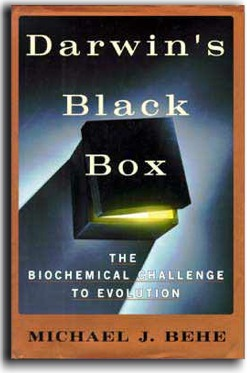 Darwin's
Black
Box
THE
BIOCHEMICAL CHALLENGE
TO EVOLUTION
MICHAEL J. BEHE